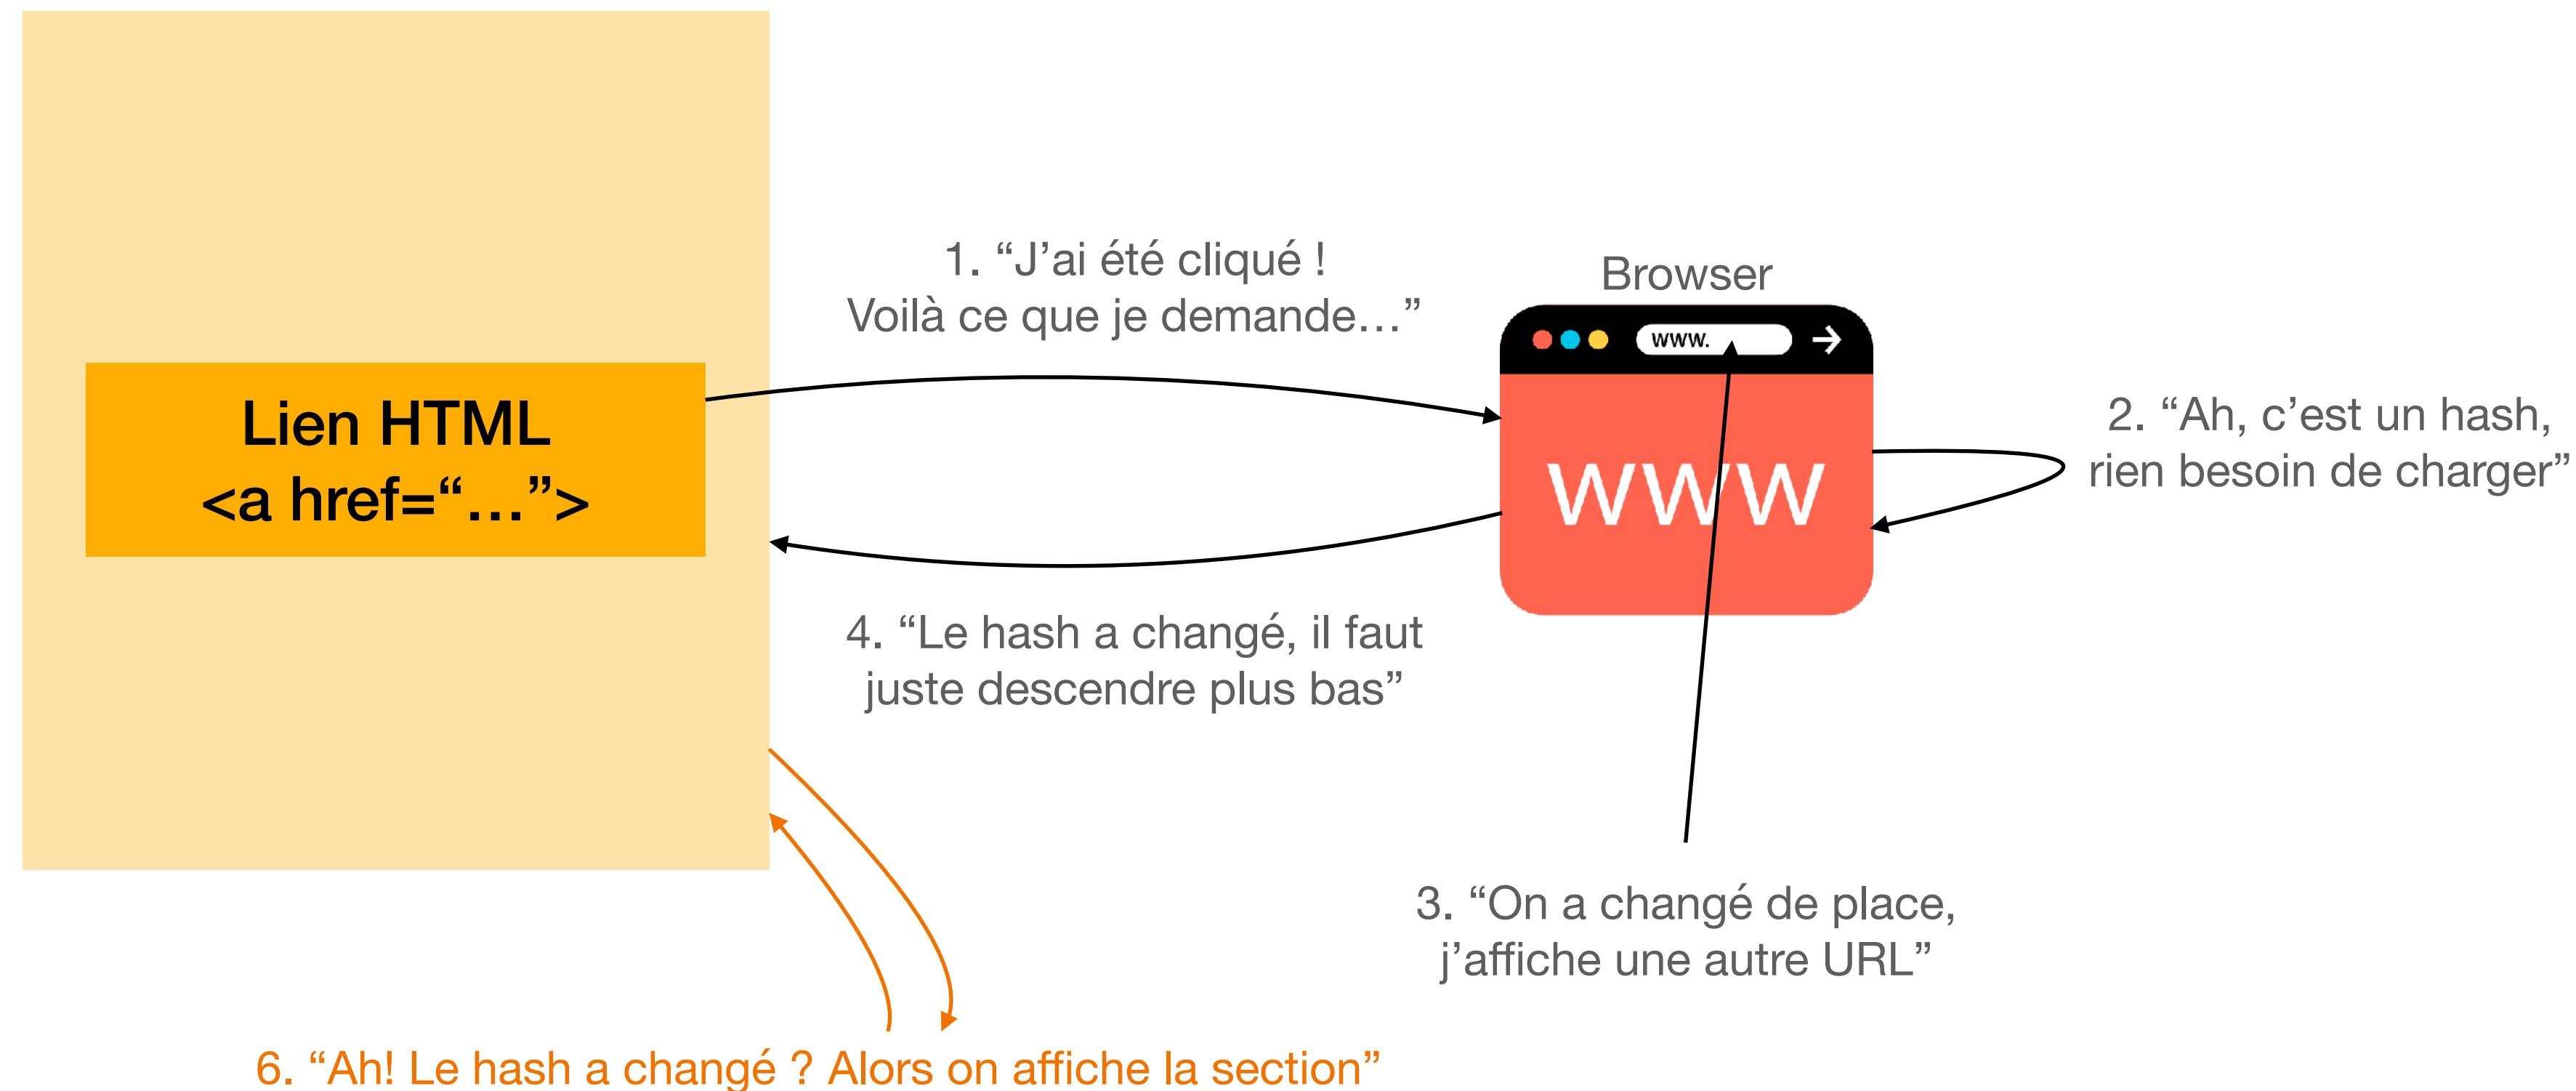 1. “J’ai été cliqué !
Voilà ce que je demande…”
Browser
www.
www
Lien HTML
<a href=“…”>
2. “Ah, c’est un hash,
rien besoin de charger”
4. “Le hash a changé, il faut
juste descendre plus bas”
3. “On a changé de place,
j’affiche une autre URL”
6. “Ah! Le hash a changé ? Alors on affiche la section”